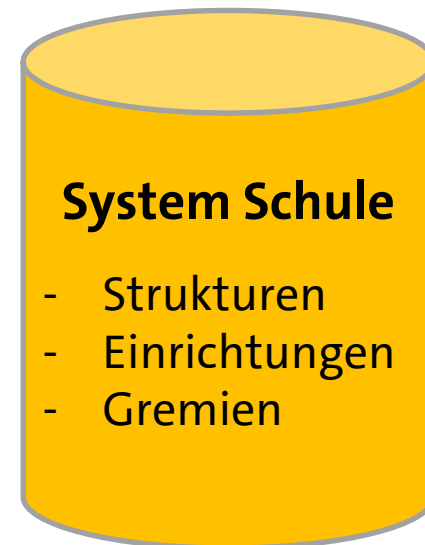 System Schule
- Strukturen
- Einrichtungen
- Gremien